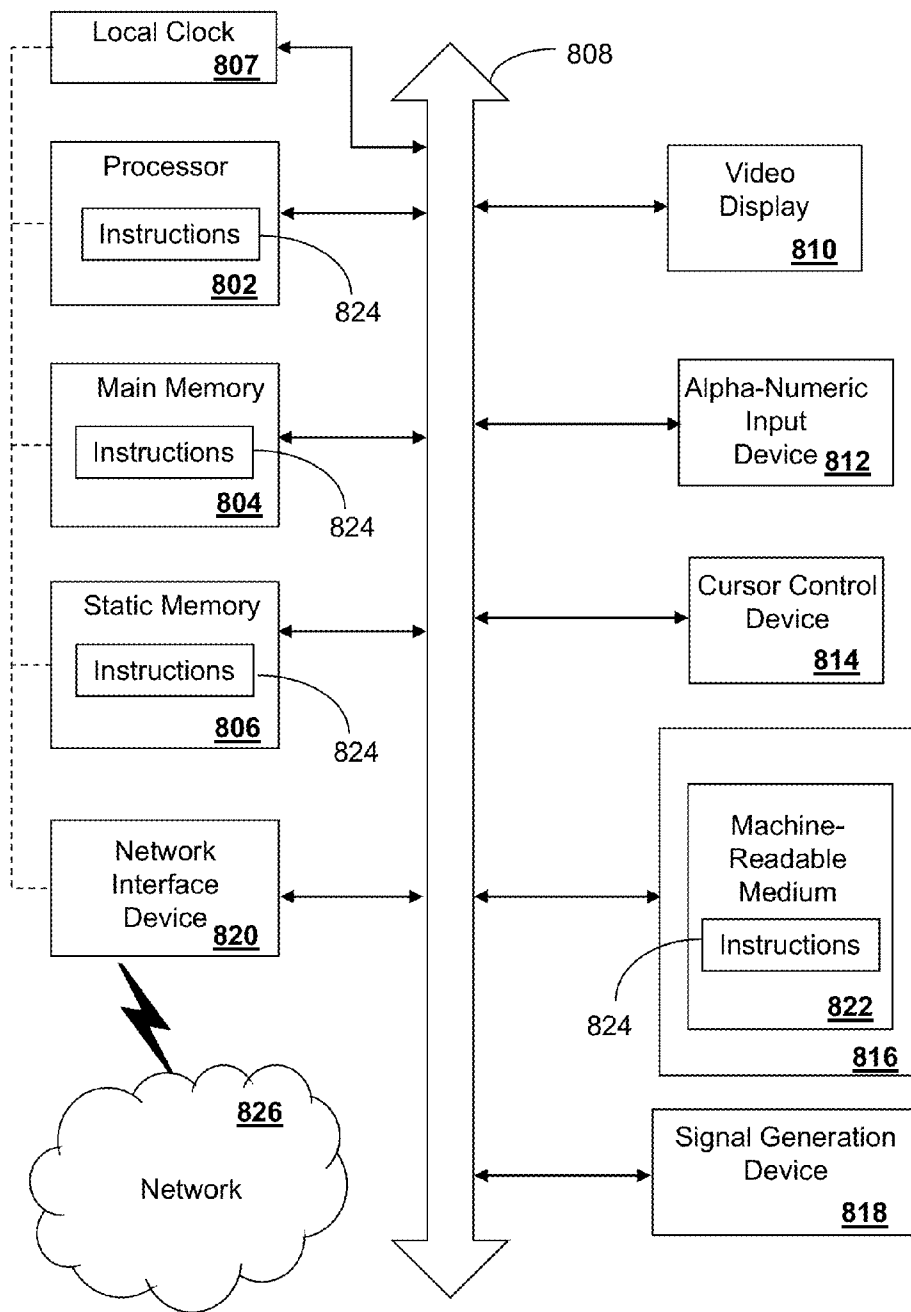 Local Clock
807
808
Processor
Instructions
802
824
Main Memory
Instructions
804
824
Static Memory
Instructions
806
824
Network
Interface
Device
820
826
Network
Video
Display
810
Alpha-Numeric
Input
Device
812
Cursor Control
Device
814
Machine-
Readable
Medium
Instructions
824
822
816
Signal Generation
Device
818